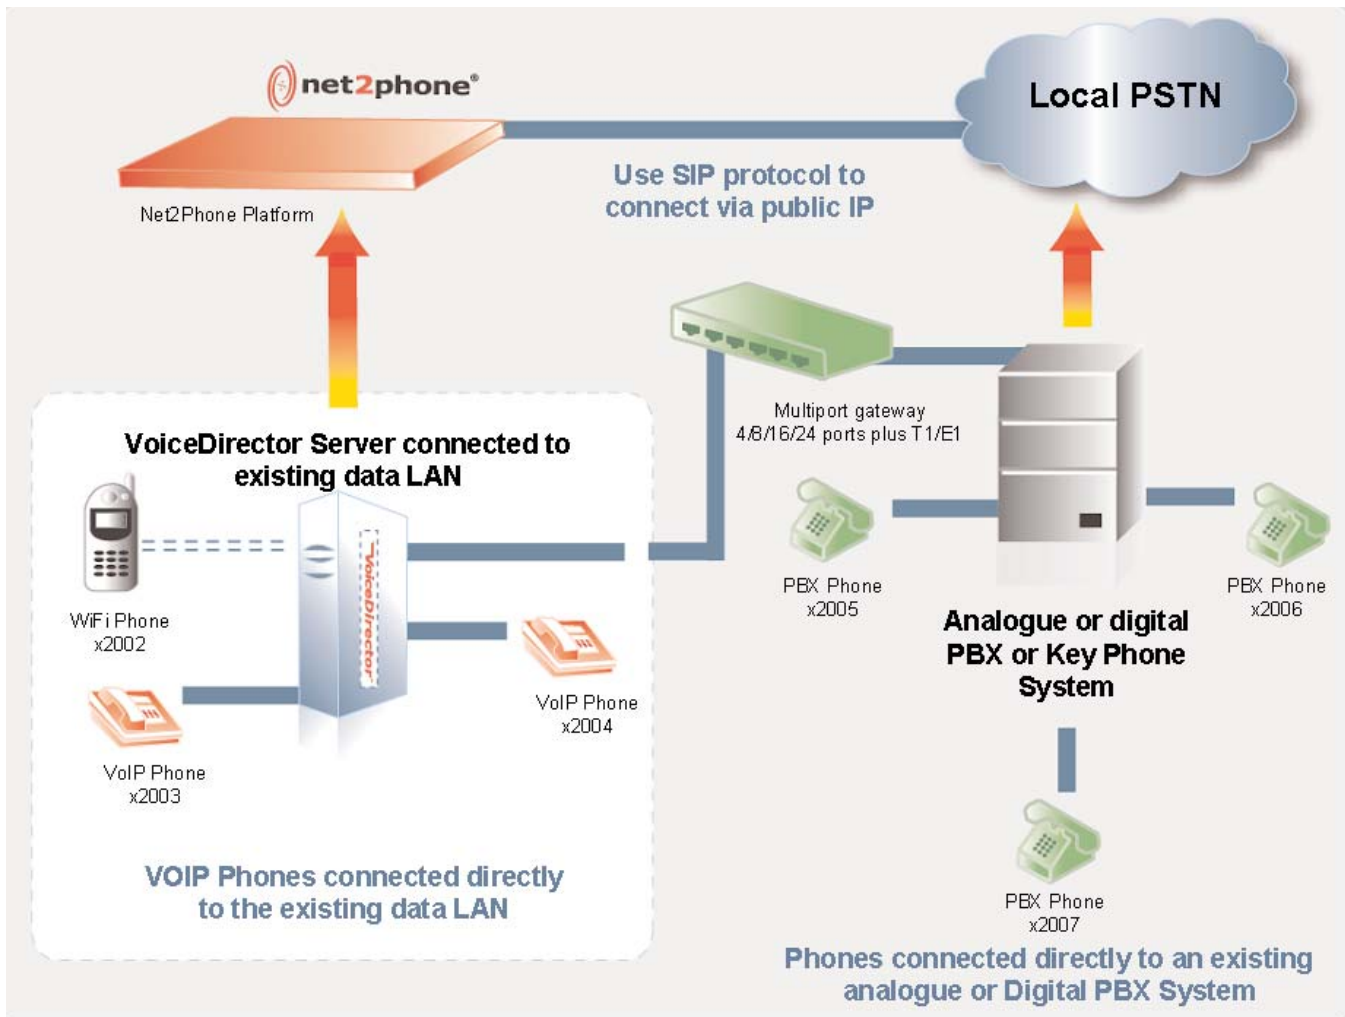 net2phone®
Local PSTN
Use SIP protocol to
connect via public IP
Net2Phone Platform
Multiport gateway
4/8/16/24 ports plus T1/E1
VoiceDirector Server connected to
existing data LAN
VoiceDirector
WiFi Phone
x2002
VoIP Phone
x2004
VoIP Phone
x2003
VOIP Phones connected directly
to the existing data LAN
PBX Phone
x2005
PBX Phone
x2006
Analogue or digital
PBX or Key Phone
System
PBX Phone
x2007
Phones connected directly to an existing
analogue or Digital PBX System